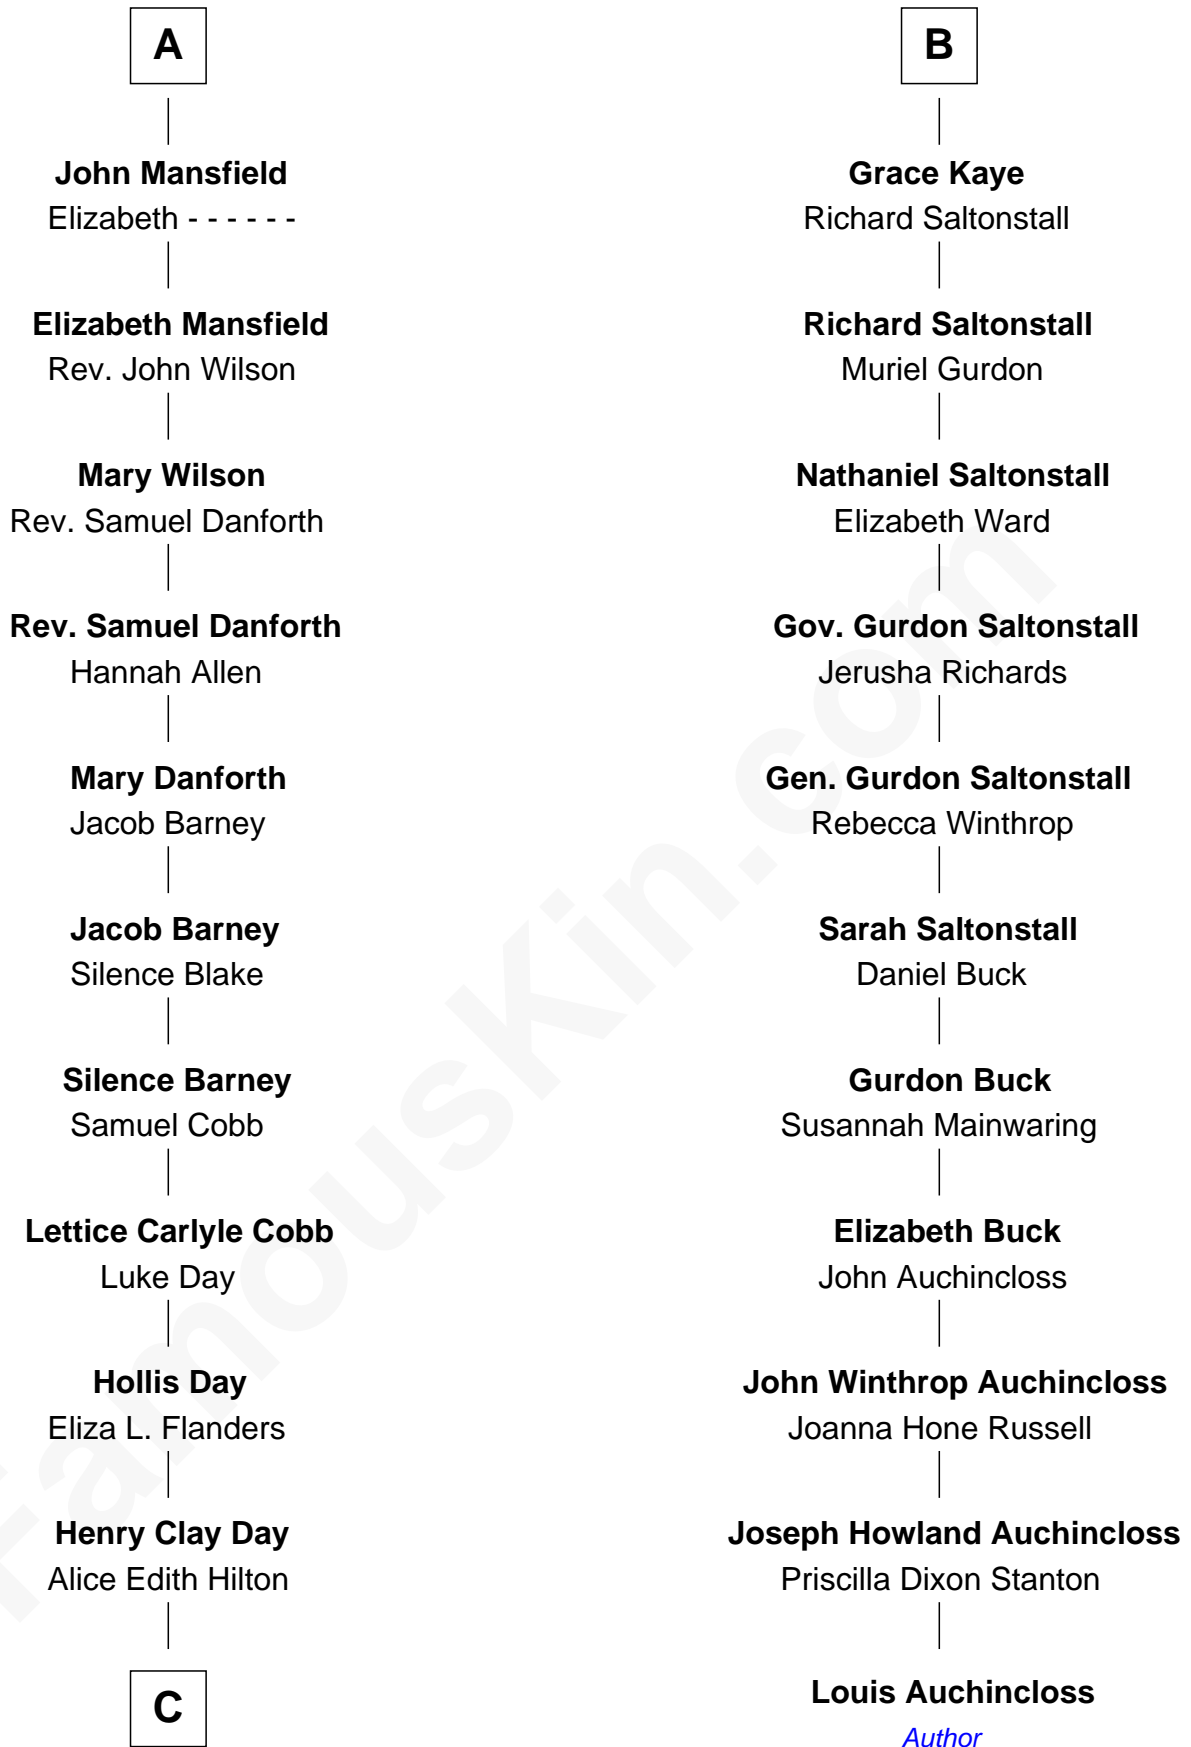 A
John Mansfield
Elizabeth - - - - - -
Elizabeth Mansfield
Rev. John Wilson
Mary Wilson
Rev. Samuel Danforth
Rev. Samuel Danforth
Hannah Allen
Mary Danforth
Jacob Barney
Jacob Barney
Silence Blake
Silence Barney
Samuel Cobb
Lettice Carlyle Cobb
Luke Day
Hollis Day
Eliza L. Flanders
Henry Clay Day
Alice Edith Hilton
C
B
Grace Kaye
Richard Saltonstall
Richard Saltonstall
Muriel Gurdon
Nathaniel Saltonstall
Elizabeth Ward
Gov. Gurdon Saltonstall
Jerusha Richards
Gen. Gurdon Saltonstall
Rebecca Winthrop
Sarah Saltonstall
Daniel Buck
Gurdon Buck
Susannah Mainwaring
Elizabeth Buck
John Auchincloss
John Winthrop Auchincloss
Joanna Hone Russell
Joseph Howland Auchincloss
Priscilla Dixon Stanton
Louis Auchincloss
Author
FamousKin.com